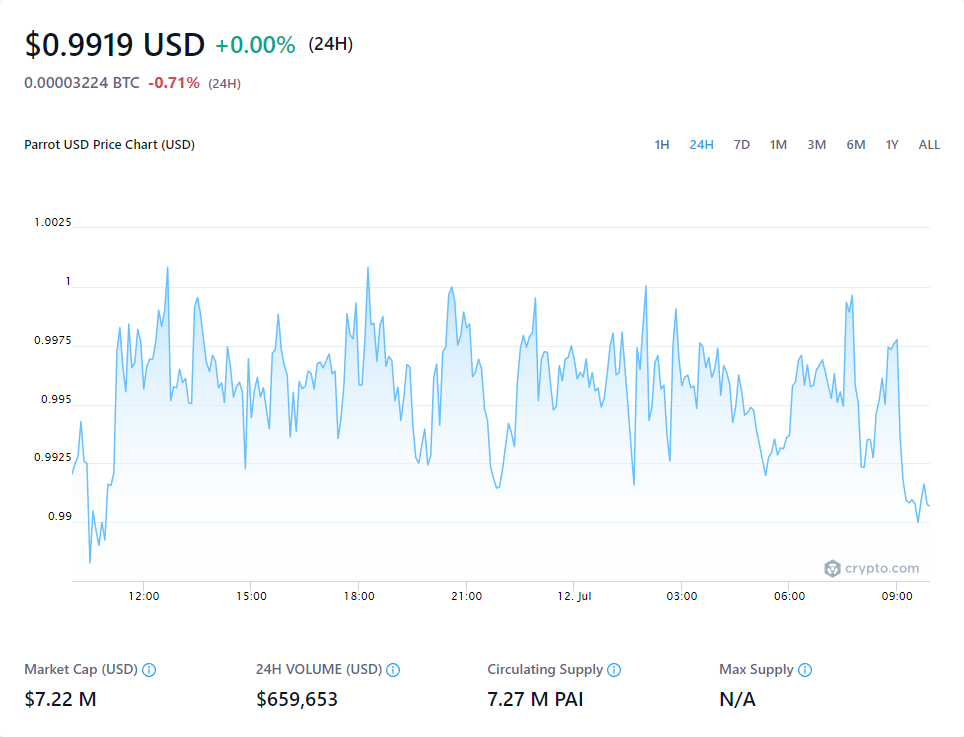 $0.9919 USD +0.00% (24H)
0.00003224 BTC -0.71% (24H)
Parrot USD Price Chart (USD) 1H 24H 7D 1M 3M 6M 1Y ALL
1.0025
1
0.9975
0.995
0.9925
0.99
crypto.com
12:00 15:00 18:00 21:00 12. Jul 03:00 06:00 09:00
Market Cap (USD) 24H VOLUME (USD) Circulating Supply Max Supply
$7.22 M $659,653 7.27 M PAI N/A